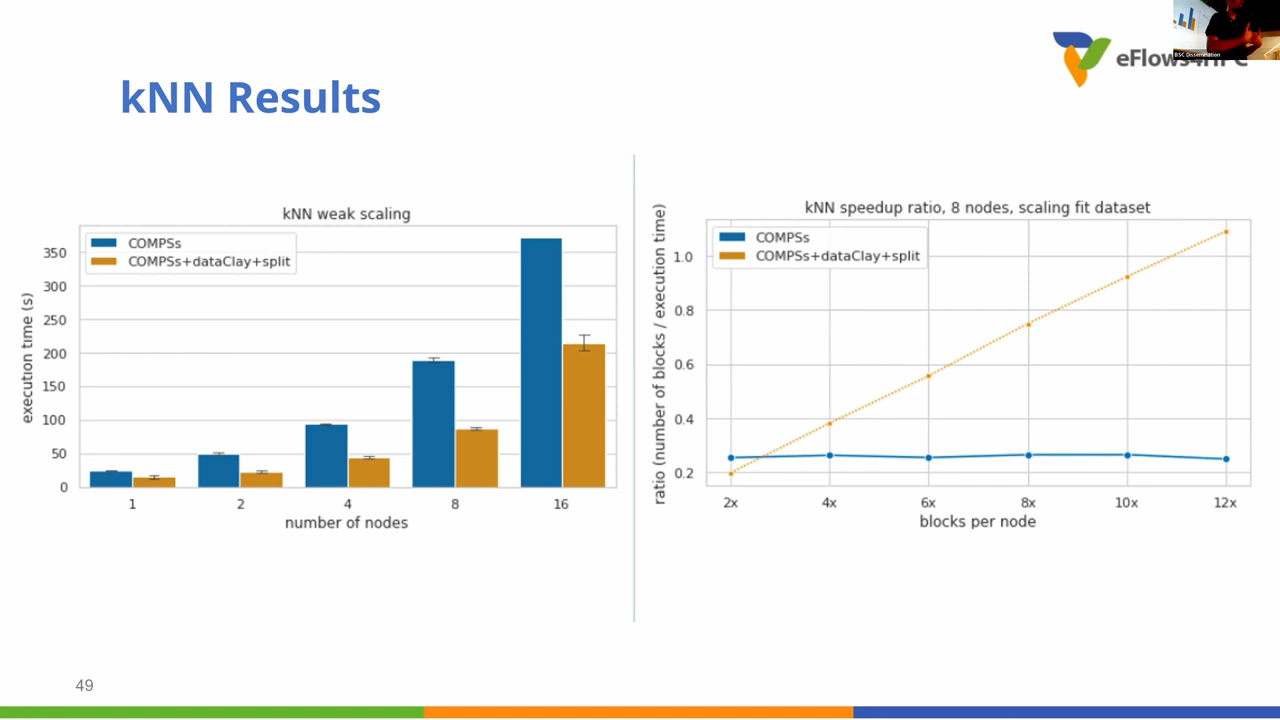 BSC Dissemination
eFlows4HPC
kNN Results
kNN weak scaling
COMPSs
COMPSs+dataClay+split
execution time (s)
350
300
250
200
150
100
50
0
1 2 4 8 16
number of nodes
kNN speedup ratio, 8 nodes, scaling fit dataset
COMPSs
COMPSs+dataClay+split
ratio (number of blocks / execution time)
1.0
0.8
0.6
0.4
0.2
2x 4x 6x 8x 10x 12x
blocks per node
49